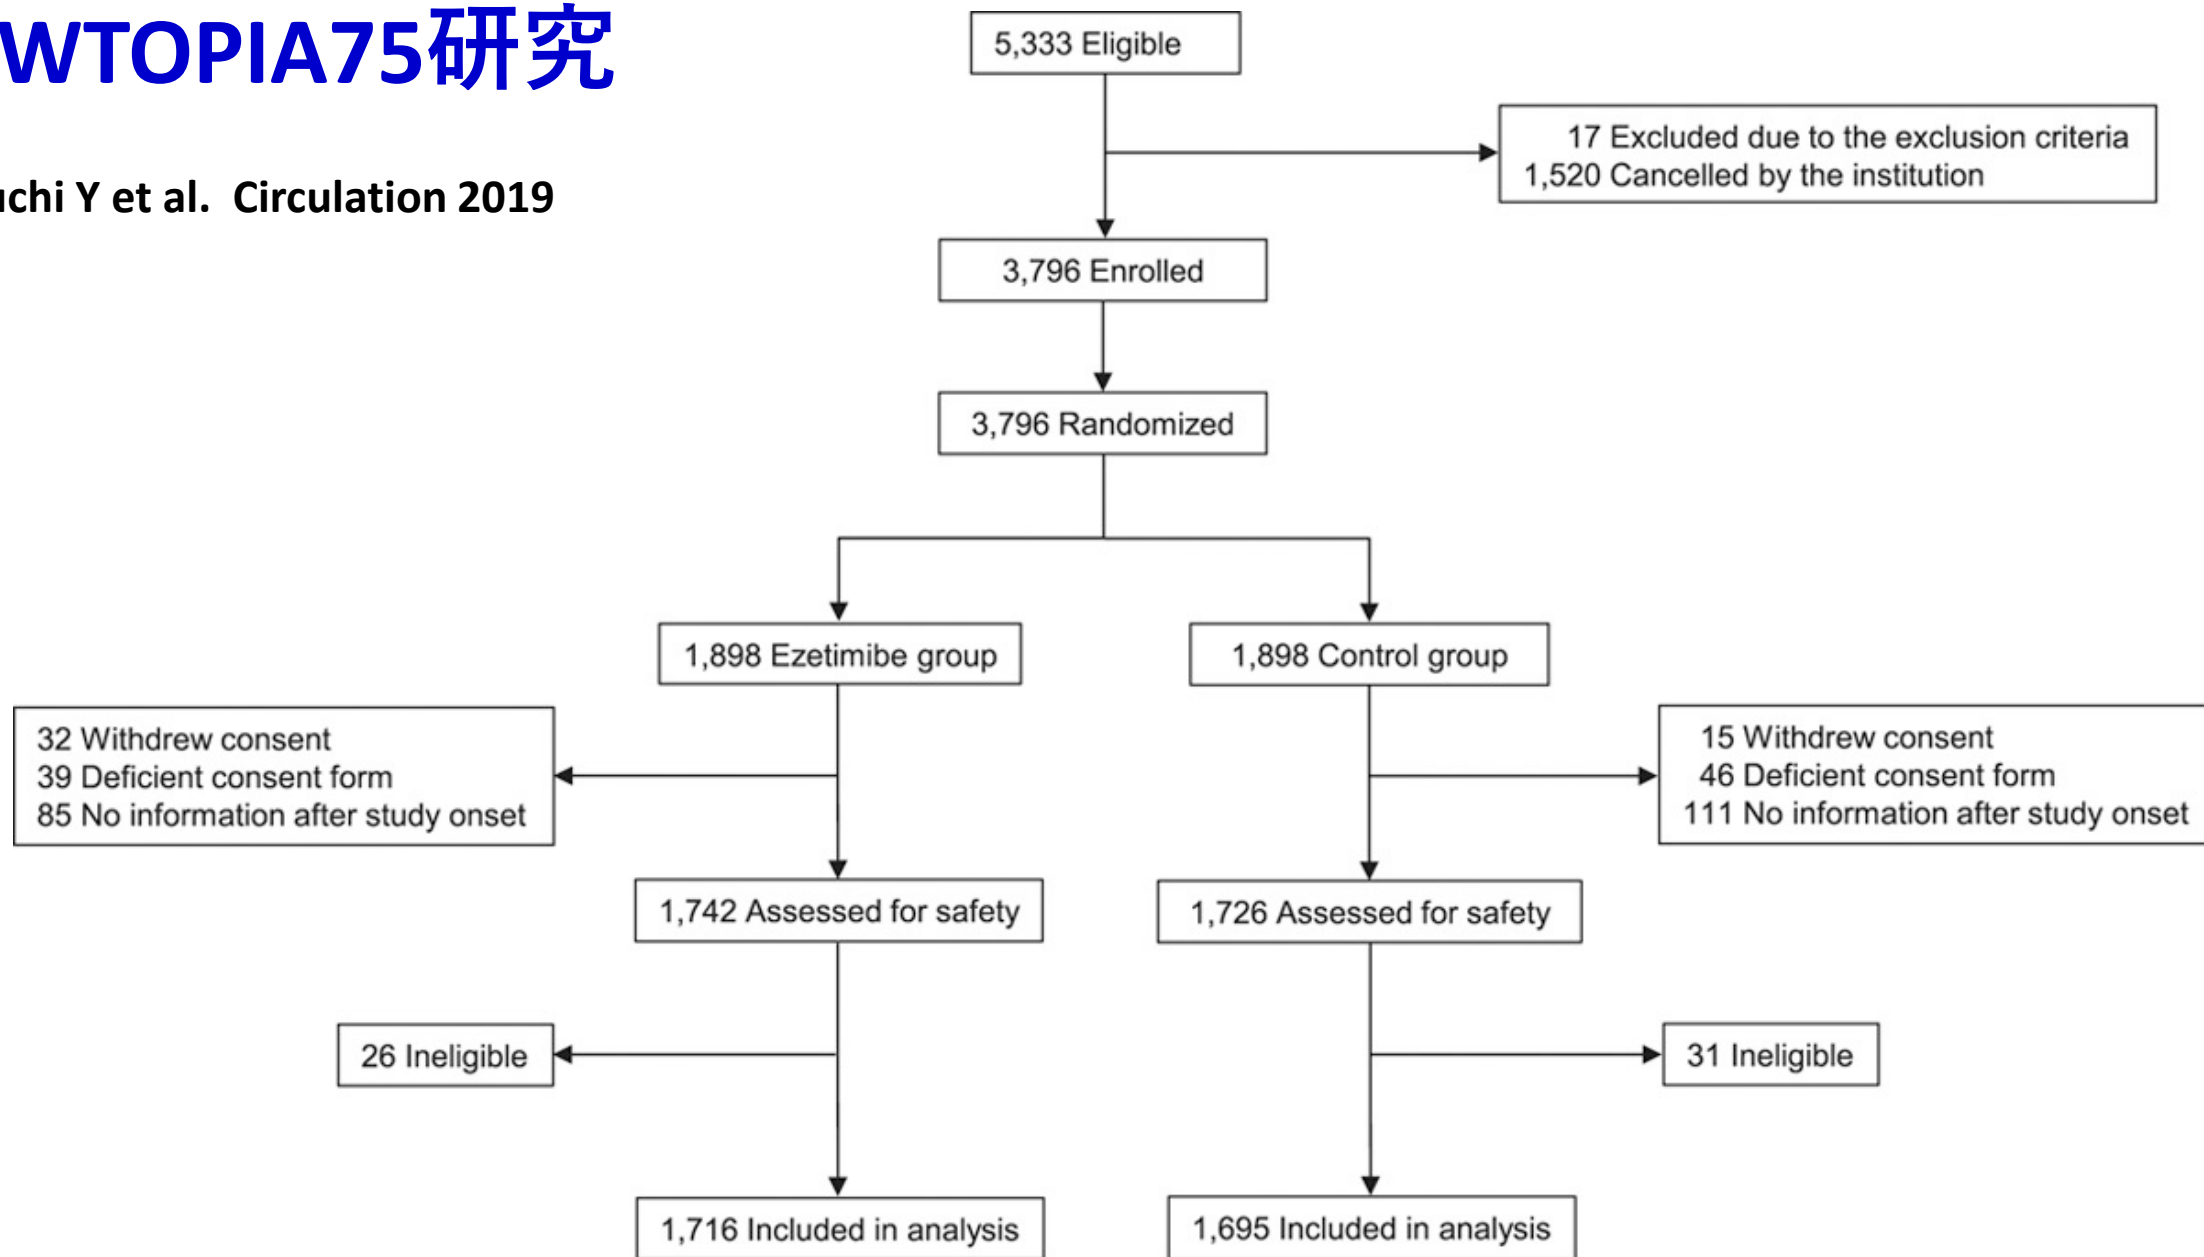 WTOPIA75研究
uchi Y et al. Circulation 2019
5,333 Eligible
17 Excluded due to the exclusion criteria
1,520 Cancelled by the institution
3,796 Enrolled
3,796 Randomized
1,898 Ezetimibe group
1,898 Control group
32 Withdrew consent
39 Deficient consent form
85 No information after study onset
15 Withdrew consent
46 Deficient consent form
111 No information after study onset
1,742 Assessed for safety
1,726 Assessed for safety
26 Ineligible
31 Ineligible
1,716 Included in analysis
1,695 Included in analysis